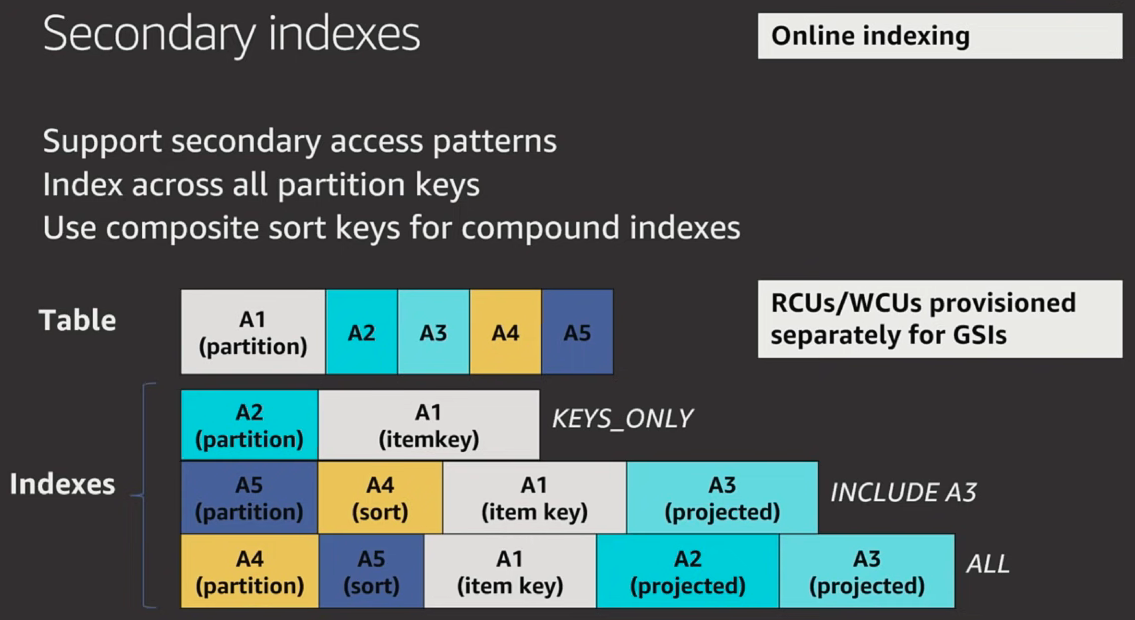 Secondary indexes
Online indexing
Support secondary access patterns
Index across all partition keys
Use composite sort keys for compound indexes
RCUs/WCUs provisioned
separately for GSIs
Table
A1
(partition)
A2
A3
A4
A5
Indexes
A2
(partition)
A1
(itemkey)
KEYS_ONLY
A5
(partition)
A4
(sort)
A1
(item key)
A3
(projected)
INCLUDE A3
A4
(partition)
A5
(sort)
A1
(item key)
A2
(projected)
A3
(projected)
ALL